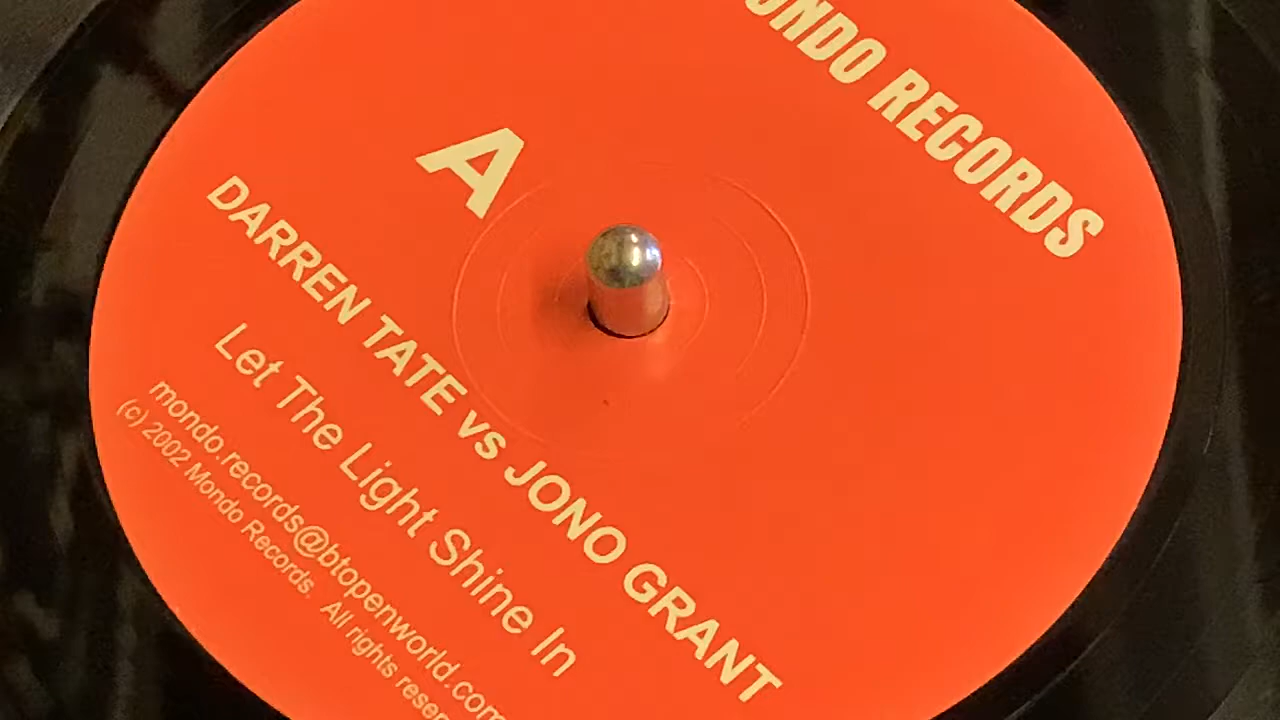 ONDO RECORDS
A
DARREN TATE vs JONO GRANT
Let The Light Shine In
mondo.records@btopenworld.com
(c) 2002 Mondo Records. All rights reser